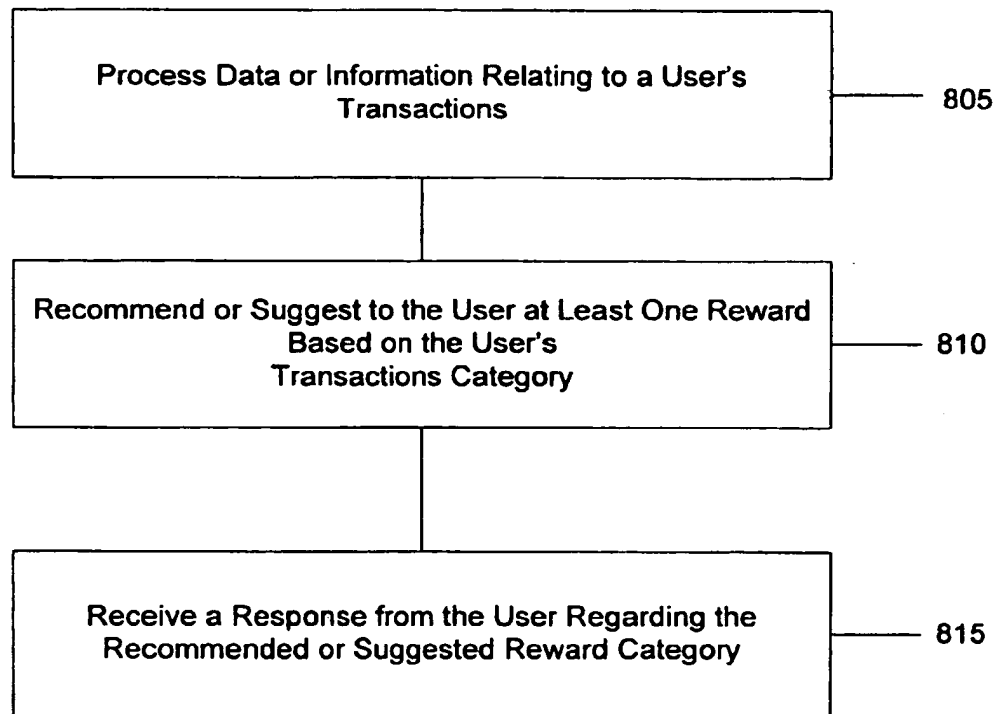 Process Data or Information Relating to a User's
Transactions
805
Recommend or Suggest to the User at Least One Reward
Based on the User's
Transactions Category
810
Receive a Response from the User Regarding the
Recommended or Suggested Reward Category
815